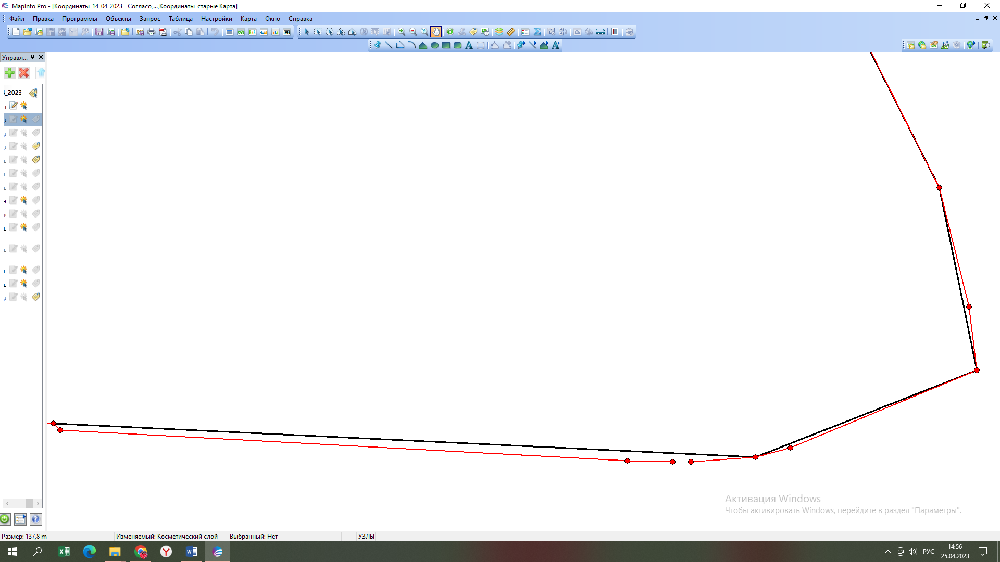 MapInfo Pro - [Координаты_14_04_2023__Согласо,...,Координаты_старые Карта]
Файл Правка Программы Объекты Запрос Таблица Настройки Карта Окно Справка
Управл...
_2023
Активация Windows
Чтобы активировать Windows, перейдите в раздел "Параметры".
Размер: 137,8 m Изменяемый: Косметический слой Выбранный: Нет УЗЛЫ
РУС
14:56
25.04.2023